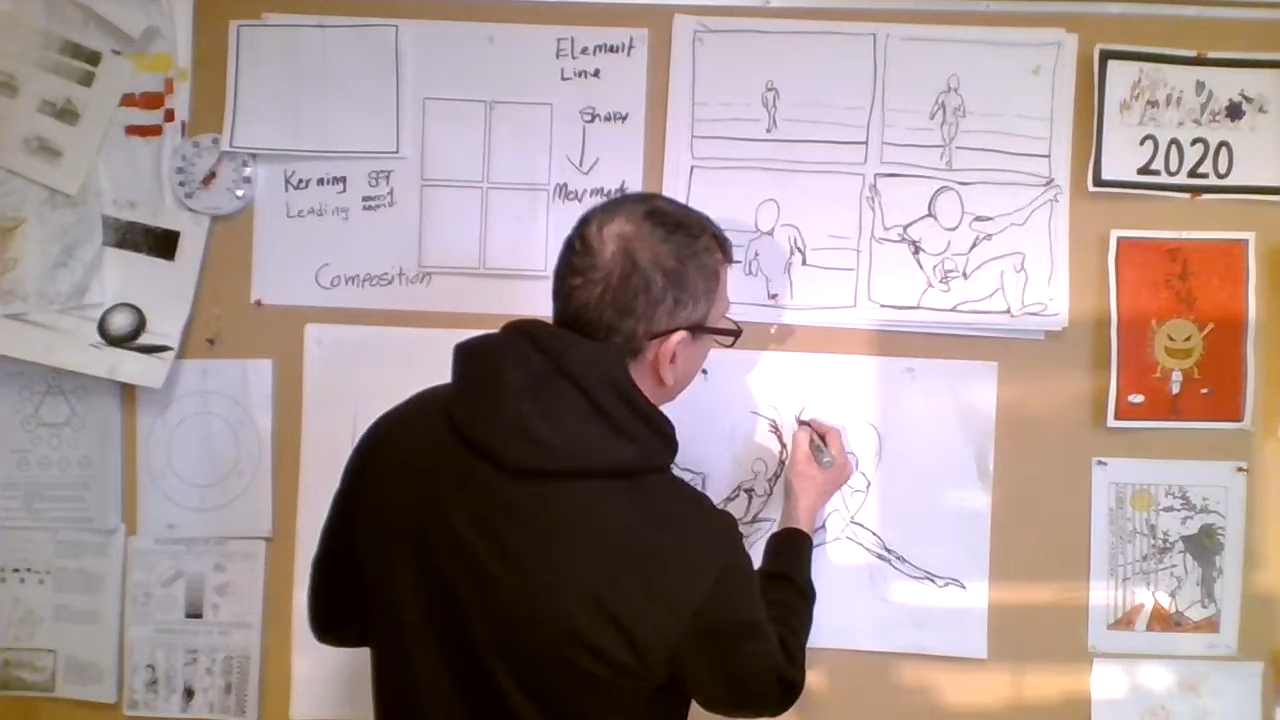 Element
Line
Shape
Movement
Kerning
Leading
Composition
2020